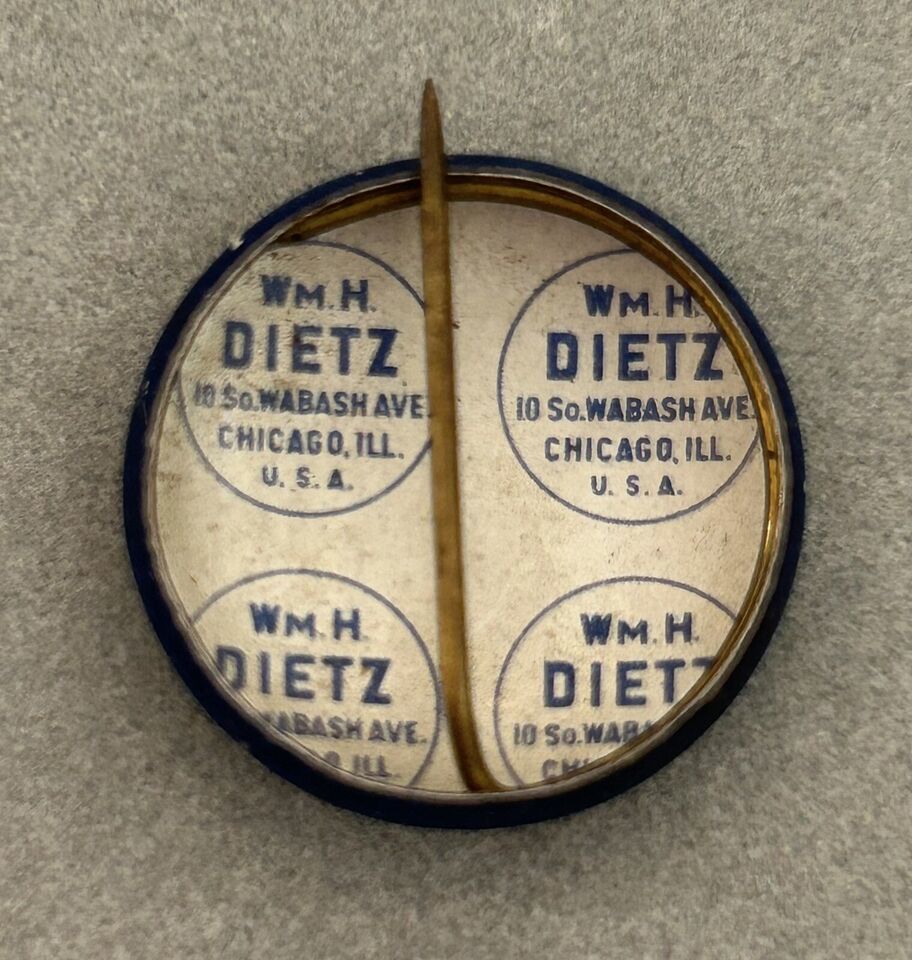 WM. H.
DIETZ
10 So. WABASH AVE.
CHICAGO, ILL.
U. S. A.
WM. H.
DIETZ
10 So. WABASH AVE.
CHICAGO, ILL.
U. S. A.
WM. H.
DIETZ
WABASH AVE.
ILL.
WM. H.
DIETZ
10 So. WAB
CH